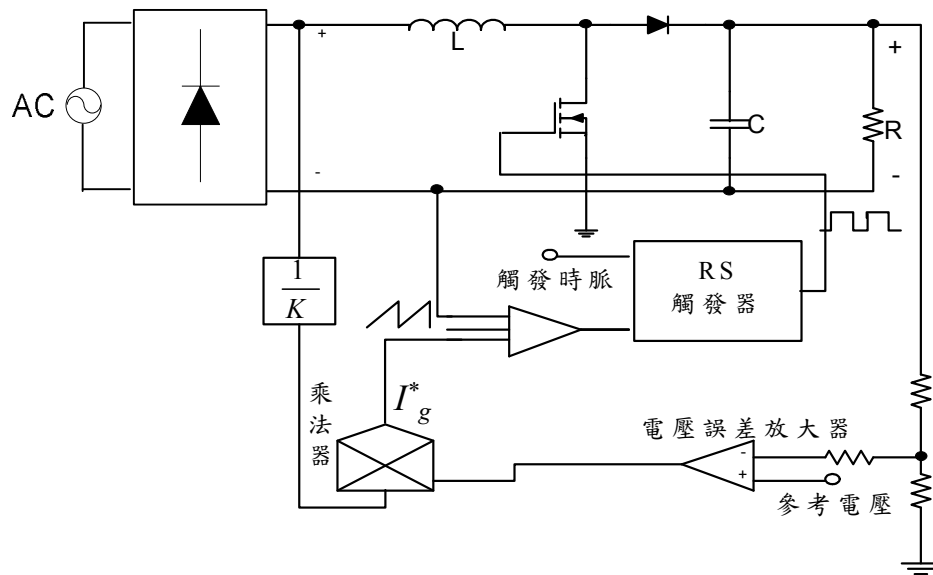 AC
+
-
L
C
R
+
-
1
K
觸發時脈
RS
觸發器
乘法器
I*g
電壓誤差放大器
-
+
參考電壓